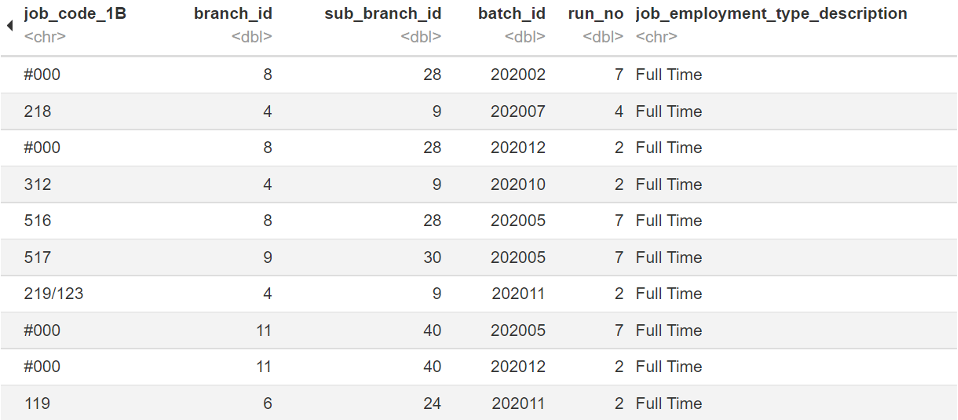 job_code_1B branch_id sub_branch_id batch_id run_no job_employment_type_description
<chr> <dbl> <dbl> <dbl> <dbl> <chr>
#000 8 28 202002 7 Full Time
218 4 9 202007 4 Full Time
#000 8 28 202012 2 Full Time
312 4 9 202010 2 Full Time
516 8 28 202005 7 Full Time
517 9 30 202005 7 Full Time
219/123 4 9 202011 2 Full Time
#000 11 40 202005 7 Full Time
#000 11 40 202012 2 Full Time
119 6 24 202011 2 Full Time